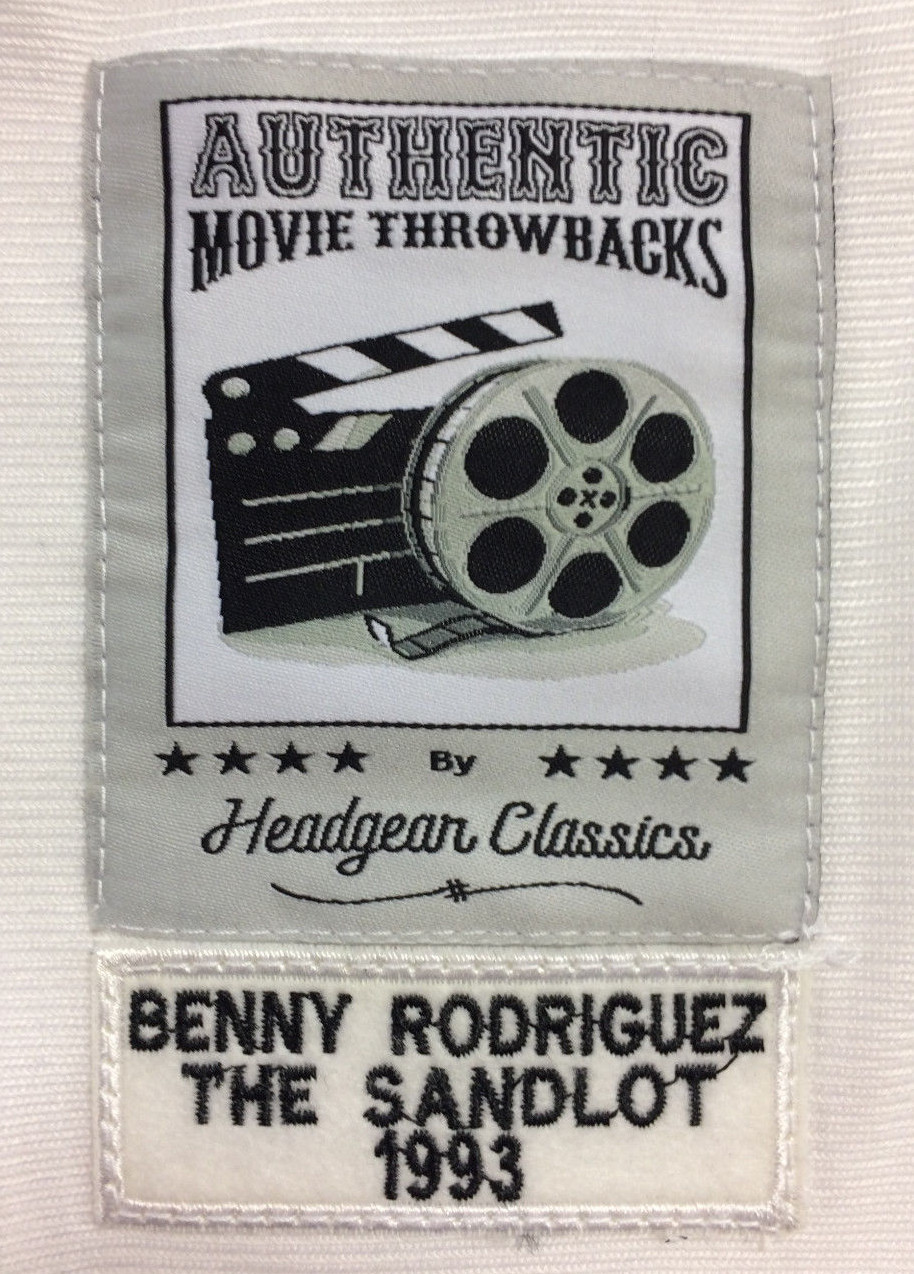 AUTHENTIC
MOVIE THROWBACKS
By
Headgear Classics
BENNY RODRIGUEZ
THE SANDLOT
1993